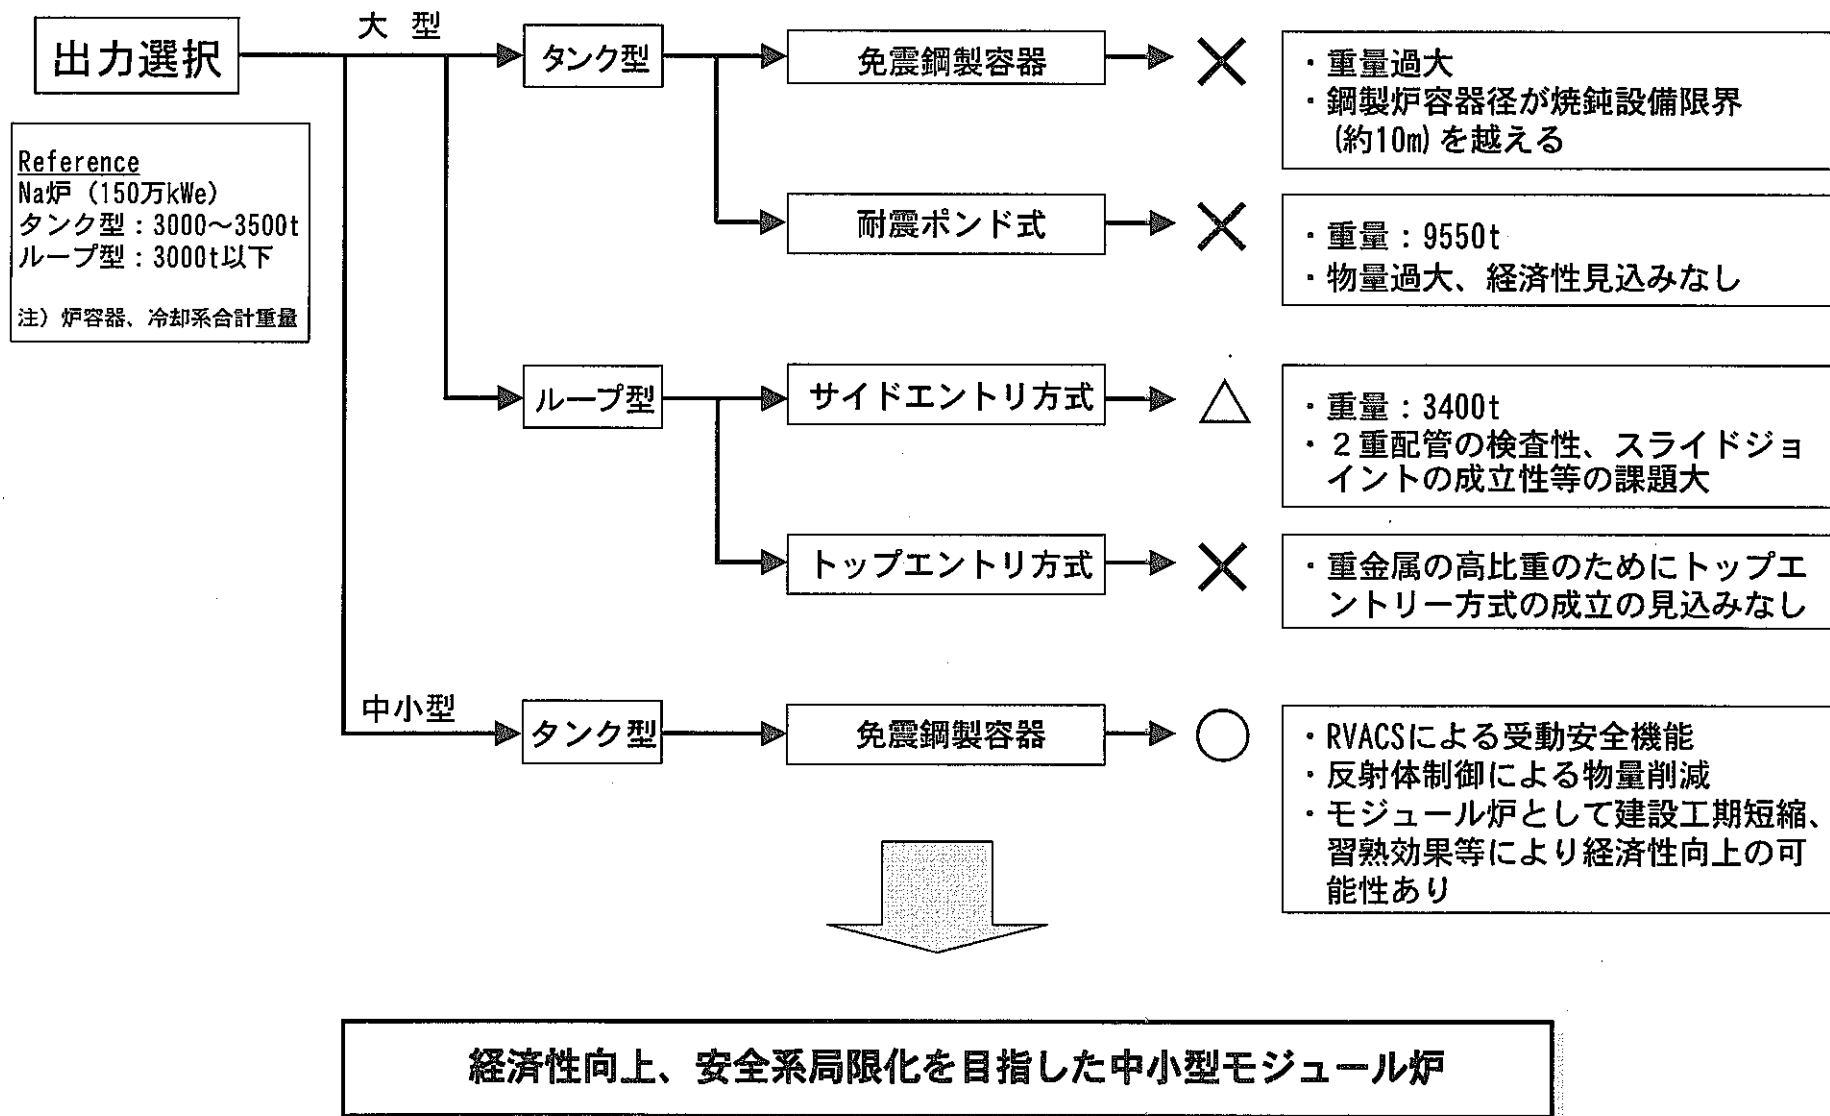 出力選択
大 型
タンク型
免震鋼製容器
・重量過大
・鋼製炉容器径が焼鈍設備限界
(約10m)を越える
Reference
Na炉(150万kWe)
タンク型:3000～3500t
ループ型:3000t以下
注)炉容器、冷却系合計重量
耐震ポンド式
・重量:9550t
・物量過大、経済性見込みなし
ループ型
サイドエントリ方式
・重量:3400t
・2重配管の検査性、スライドジョ
イントの成立性等の課題大
トップエントリ方式
・重金属の高比重のためにトップエ
ントリー方式の成立の見込みなし
中小型
タンク型
免震鋼製容器
・RVACSによる受動安全機能
・反射体制御による物量削減
・モジュール炉として建設工期短縮、
習熟効果等により経済性向上の可
能性あり
経済性向上、安全系局限化を目指した中小型モジュール炉